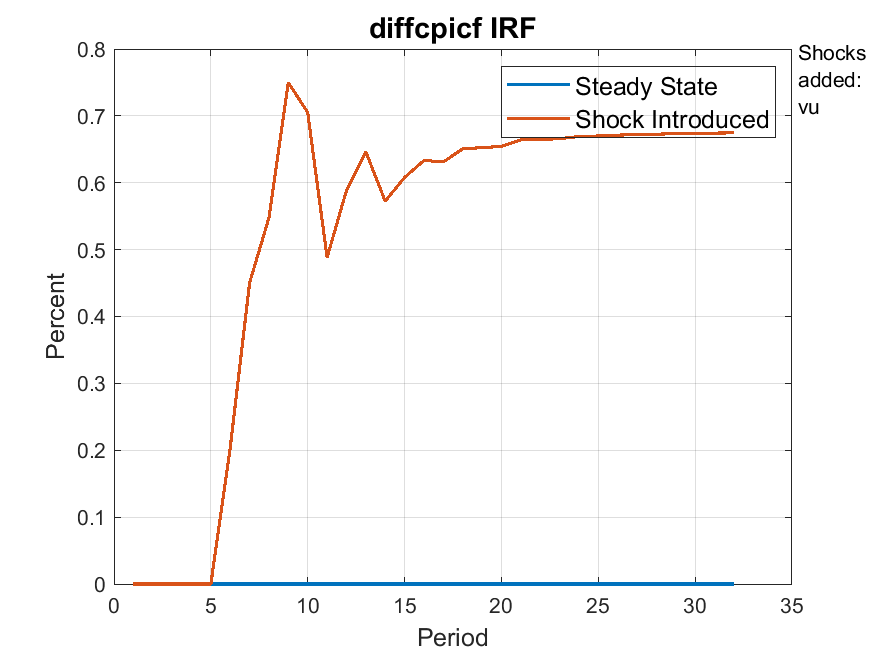 diffcpicf IRF
Shocks
added:
vu
Steady State
Shock Introduced
Percent
0.8
0.7
0.6
0.5
0.4
0.3
0.2
0.1
0
0 5 10 15 20 25 30 35
Period